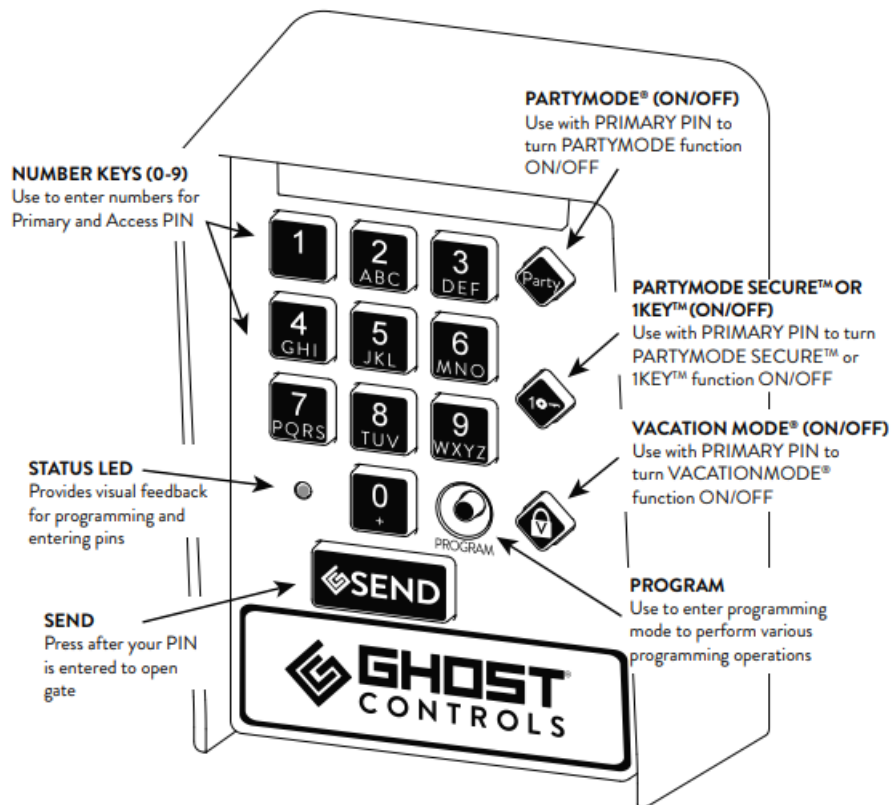 PARTYMODE® (ON/OFF)
Use with PRIMARY PIN to
turn PARTYMODE function
ON/OFF
NUMBER KEYS (0-9)
Use to enter numbers for
Primary and Access PIN
1
2
ABC
3
DEF
Party
PARTYMODE SECURE™ OR
1KEY™ (ON/OFF)
Use with PRIMARY PIN to turn
PARTYMODE SECURE™ or
1KEY™ function ON/OFF
4
GHI
5
JKL
6
MNO
1
7
PQRS
8
TUV
9
WXYZ
VACATION MODE® (ON/OFF)
Use with PRIMARY PIN to
turn VACATIONMODE®
function ON/OFF
STATUS LED
Provides visual feedback
for programming and
entering pins
0
+
PROGRAM
V
SEND
PROGRAM
Use to enter programming
mode to perform various
programming operations
SEND
Press after your PIN
is entered to open
gate
GHOST®
CONTROLS